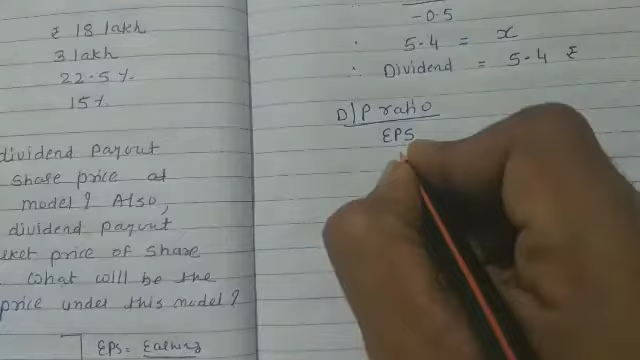 ₹ 18 lakh
3 lakh
22.5 %
15 %
dividend payout
share price at
model? Also,
dividend payout
rket price of share
. What will be the
price under this model?
EPS = Earning
-0.5
5.4 = x
∴ Dividend = 5.4 ₹
D/P ratio
EPS